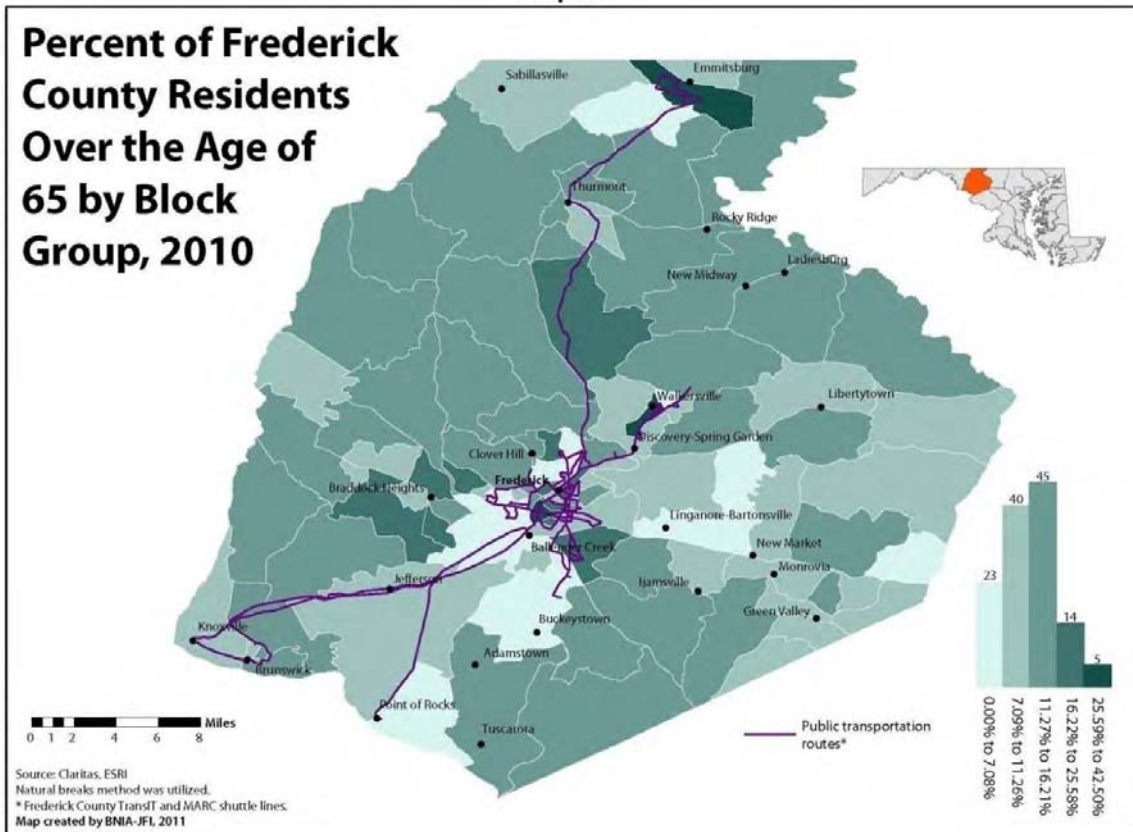 Percent of Frederick
County Residents
Over the Age of
65 by Block
Group, 2010
Sabillasville
Emmitsburg
Thurmont
Rocky Ridge
Ladiesburg
New Midway
Walkersville
Libertytown
Discovery-Spring Garden
Clover Hill
Frederick
Braddock Heights
Linganore-Bartonsville
Ballenger Creek
New Market
Monrovia
Jefferson
Ijamsville
Green Valley
Knoxville
Buckeystown
Brunswick
Adamstown
Point of Rocks
Tuscarora
45
40
23
14
5
0.00% to 7.08%
7.09% to 11.26%
11.27% to 16.21%
16.22% to 25.58%
25.59% to 42.50%
Miles
0 1 2 4 6 8
Public transportation
routes*
Source: Claritas, ESRI
Natural breaks method was utilized.
* Frederick County TransIT and MARC shuttle lines.
Map created by BNIA-JFI, 2011